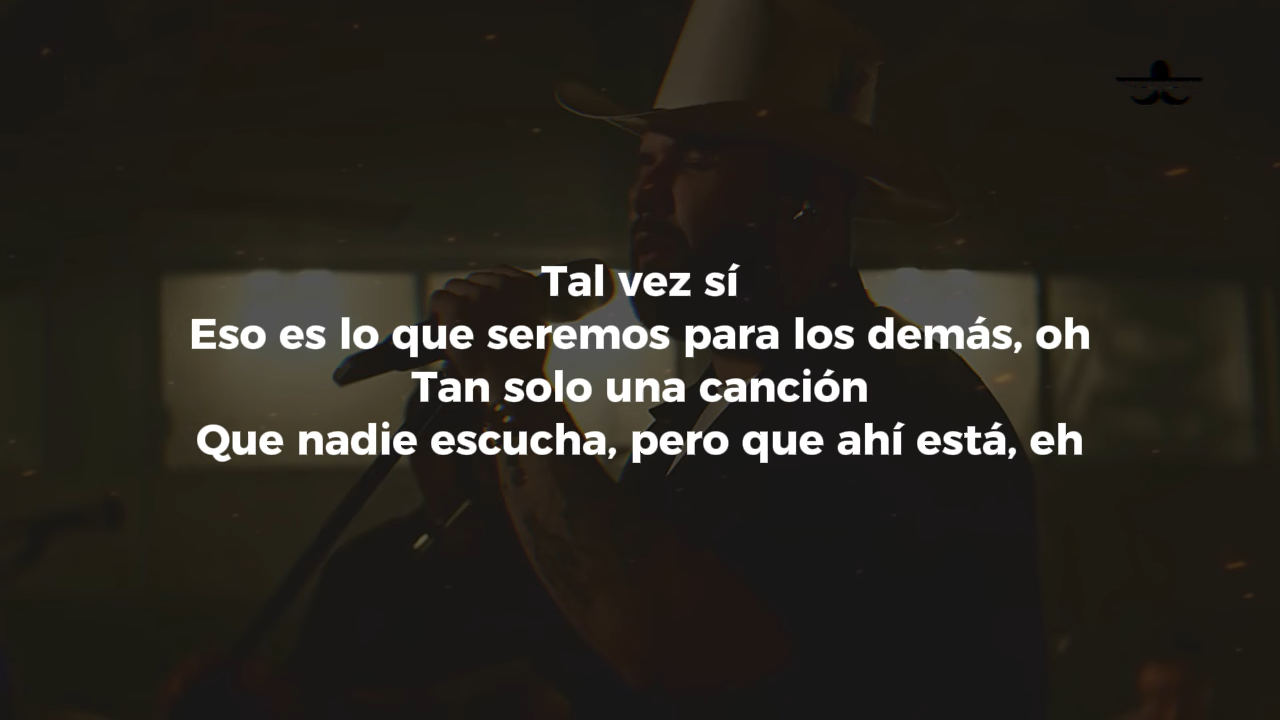 Tal vez sí
Eso es lo que seremos para los demás, oh
Tan solo una canción
Que nadie escucha, pero que ahí está, eh